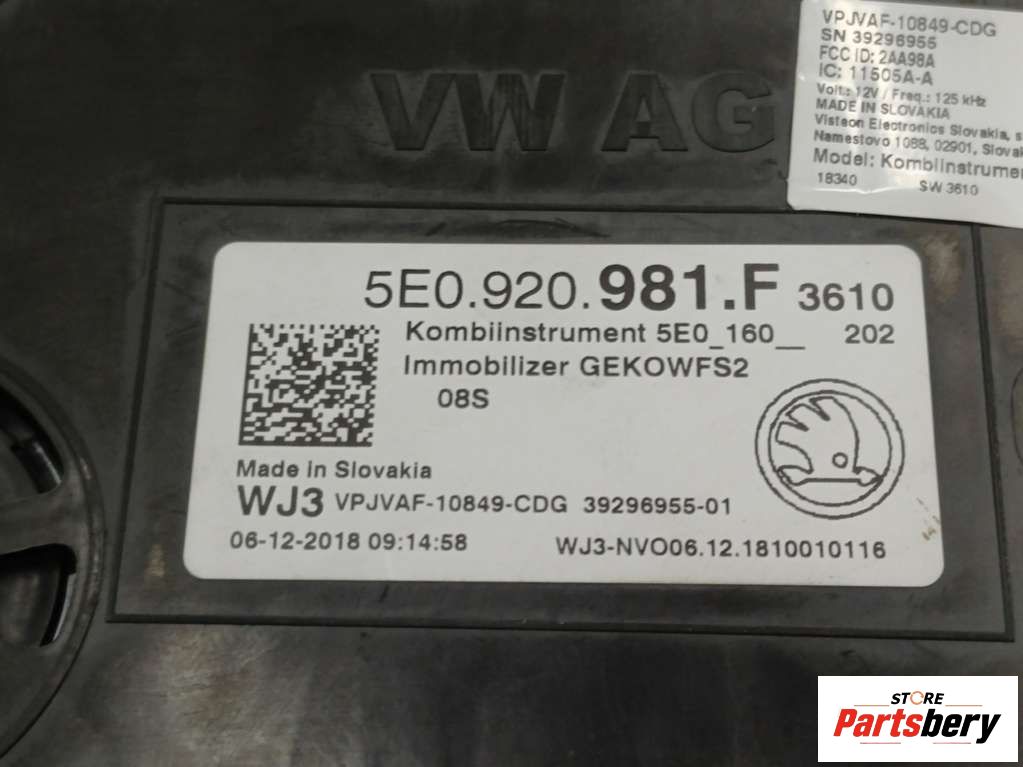 VW AG
VPJVAF-10849-CDG
SN 39296955
FCC ID: 2AA98A
IC: 11505A-A
Volt.: 12V / Freq.: 125 kHz
MADE IN SLOVAKIA
Visteon Electronics Slovakia, s
Namestovo 1088, 02901, Slovak
Model: Kombiinstrumen
18340 SW 3610
5E0.920.981.F 3610
Kombiinstrument 5E0_160__ 202
Immobilizer GEKOWFS2
08S
Made in Slovakia
WJ3 VPJVAF-10849-CDG 39296955-01
06-12-2018 09:14:58 WJ3-NVO06.12.1810010116
STORE
Partsbery